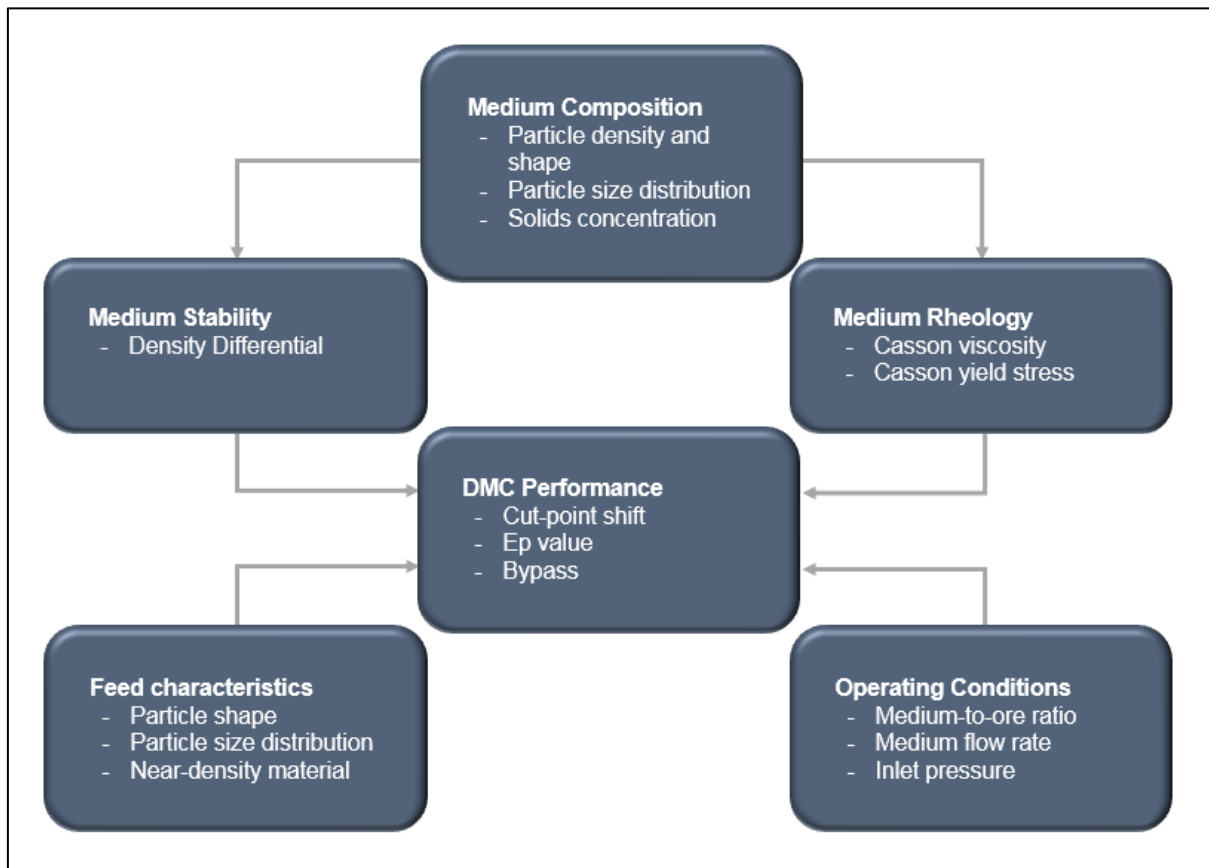 Medium Composition
- Particle density and
shape
- Particle size distribution
- Solids concentration
Medium Stability
- Density Differential
Medium Rheology
- Casson viscosity
- Casson yield stress
DMC Performance
- Cut-point shift
- Ep value
- Bypass
Feed characteristics
- Particle shape
- Particle size distribution
- Near-density material
Operating Conditions
- Medium-to-ore ratio
- Medium flow rate
- Inlet pressure